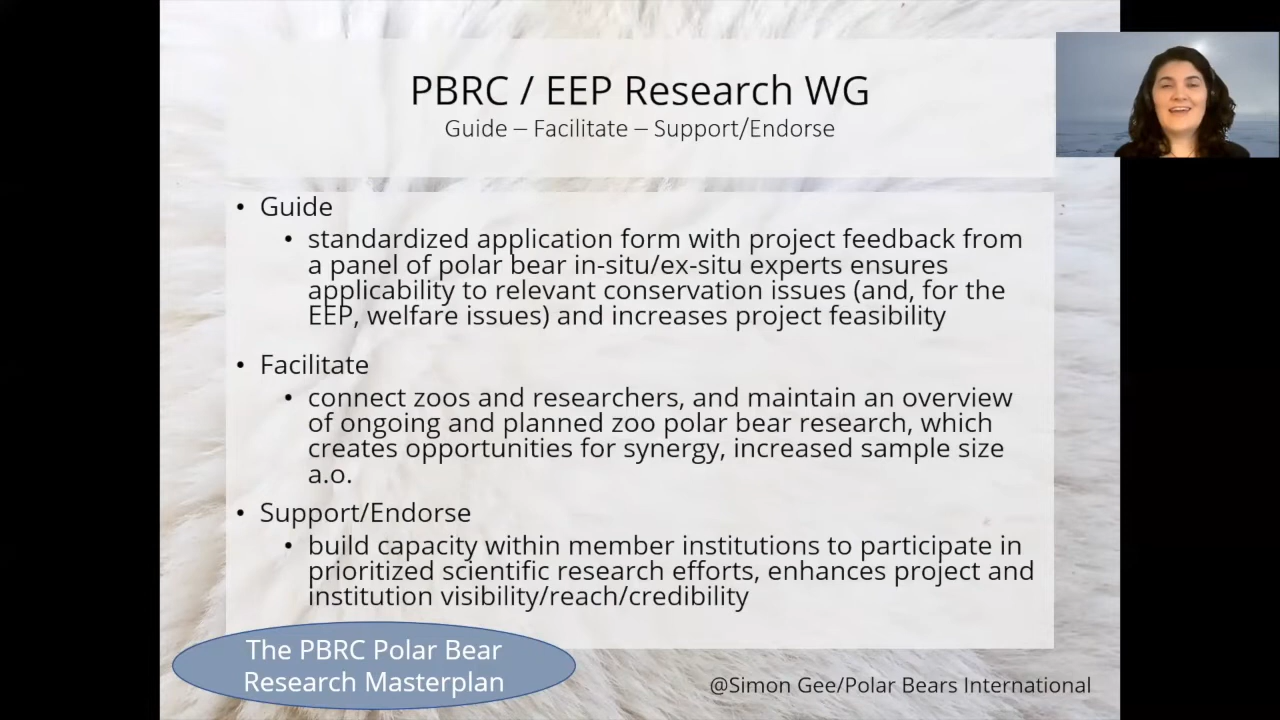 PBRC / EEP Research WG
Guide – Facilitate – Support/Endorse
• Guide
• standardized application form with project feedback from
a panel of polar bear in-situ/ex-situ experts ensures
applicability to relevant conservation issues (and, for the
EEP, welfare issues) and increases project feasibility
• Facilitate
• connect zoos and researchers, and maintain an overview
of ongoing and planned zoo polar bear research, which
creates opportunities for synergy, increased sample size
a.o.
• Support/Endorse
• build capacity within member institutions to participate in
prioritized scientific research efforts, enhances project and
institution visibility/reach/credibility
The PBRC Polar Bear
Research Masterplan
@Simon Gee/Polar Bears International